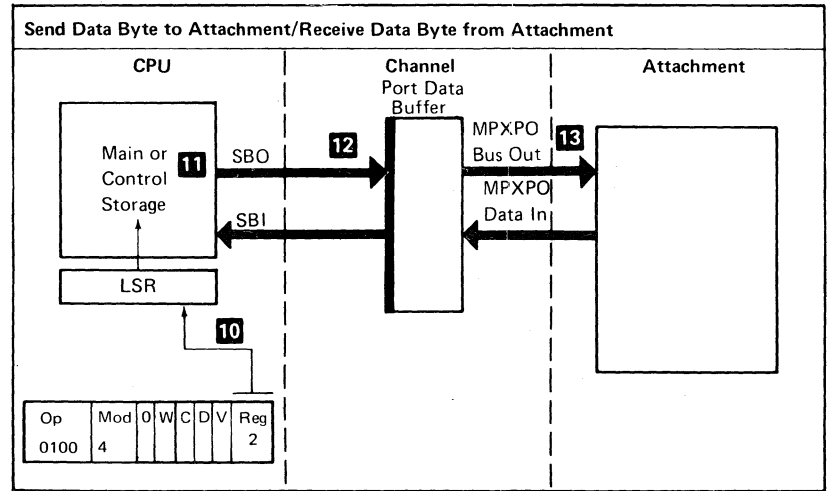 Send Data Byte to Attachment/Receive Data Byte from Attachment
CPU
Channel
Attachment
Port Data
Buffer
Main or
Control
Storage
11
SBO
12
MPXPO
Bus Out
13
SBI
MPXPO
Data In
LSR
10
Op
0100
Mod
4
0
W
C
D
V
Reg
2